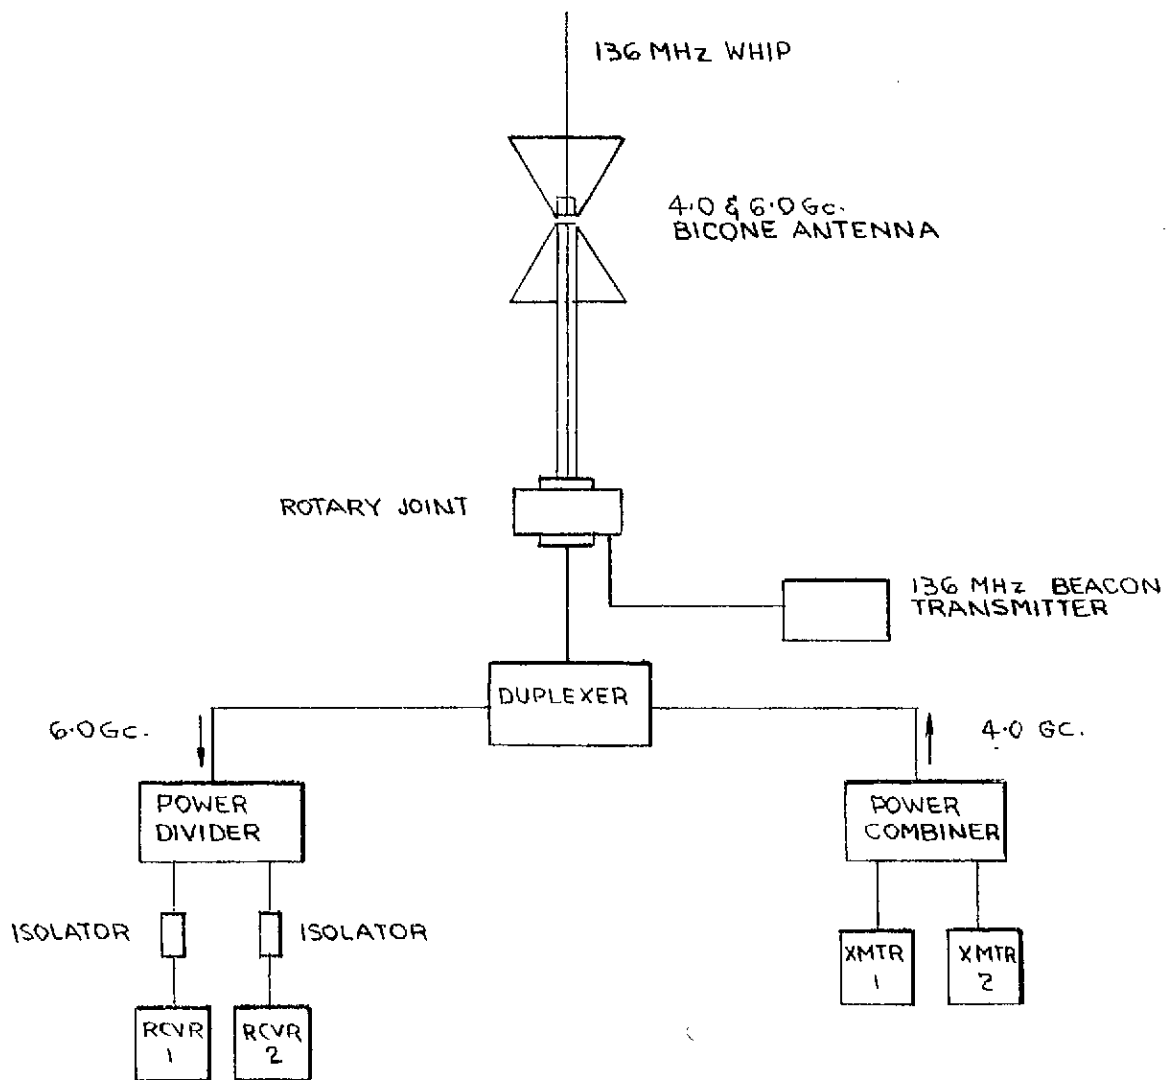 136 MHz WHIP
4.0 & 6.0 Gc.
BICONE ANTENNA
ROTARY JOINT
136 MHz BEACON
TRANSMITTER
DUPLEXER
6.0 Gc.
4.0 GC.
POWER
DIVIDER
POWER
COMBINER
ISOLATOR
ISOLATOR
XMTR
1
XMTR
2
RCVR
1
RCVR
2